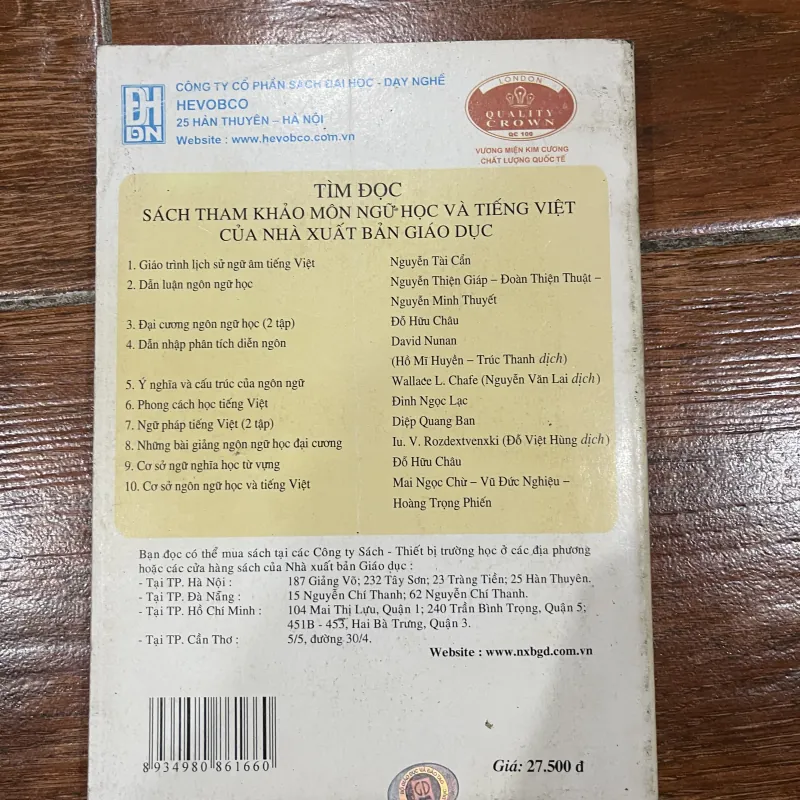 ĐH
DN
CÔNG TY CỔ PHẦN SÁCH ĐẠI HỌC - DẠY NGHỀ
HEVOBCO
25 HÀN THUYÊN – HÀ NỘI
Website : www.hevobco.com.vn
LONDON
QUALITY
CROWN
QC 100
VƯƠNG MIỆN KIM CƯƠNG
CHẤT LƯỢNG QUỐC TẾ
TÌM ĐỌC
SÁCH THAM KHẢO MÔN NGỮ HỌC VÀ TIẾNG VIỆT
CỦA NHÀ XUẤT BẢN GIÁO DỤC
1. Giáo trình lịch sử ngữ âm tiếng Việt Nguyễn Tài Cẩn
2. Dẫn luận ngôn ngữ học Nguyễn Thiện Giáp – Đoàn Thiện Thuật –
Nguyễn Minh Thuyết
3. Đại cương ngôn ngữ học (2 tập) Đỗ Hữu Châu
4. Dẫn nhập phân tích diễn ngôn David Nunan
(Hồ Mĩ Huyền – Trúc Thanh dịch)
5. Ý nghĩa và cấu trúc của ngôn ngữ Wallace L. Chafe (Nguyễn Văn Lai dịch)
6. Phong cách học tiếng Việt Đinh Ngọc Lạc
7. Ngữ pháp tiếng Việt (2 tập) Diệp Quang Ban
8. Những bài giảng ngôn ngữ học đại cương Iu. V. Rozdextvenxki (Đỗ Việt Hùng dịch)
9. Cơ sở ngữ nghĩa học từ vựng Đỗ Hữu Châu
10. Cơ sở ngôn ngữ học và tiếng Việt Mai Ngọc Chừ – Vũ Đức Nghiệu –
Hoàng Trọng Phiến
Bạn đọc có thể mua sách tại các Công ty Sách - Thiết bị trường học ở các địa phương
hoặc các cửa hàng sách của Nhà xuất bản Giáo dục :
- Tại TP. Hà Nội : 187 Giảng Võ; 232 Tây Sơn; 23 Tràng Tiền; 25 Hàn Thuyên.
- Tại TP. Đà Nẵng : 15 Nguyễn Chí Thanh; 62 Nguyễn Chí Thanh.
- Tại TP. Hồ Chí Minh : 104 Mai Thị Lựu, Quận 1; 240 Trần Bình Trọng, Quận 5;
451B - 453, Hai Bà Trưng, Quận 3.
- Tại TP. Cần Thơ : 5/5, đường 30/4.
Website : www.nxbgd.com.vn
8 934980 861660
Giá: 27.500 đ